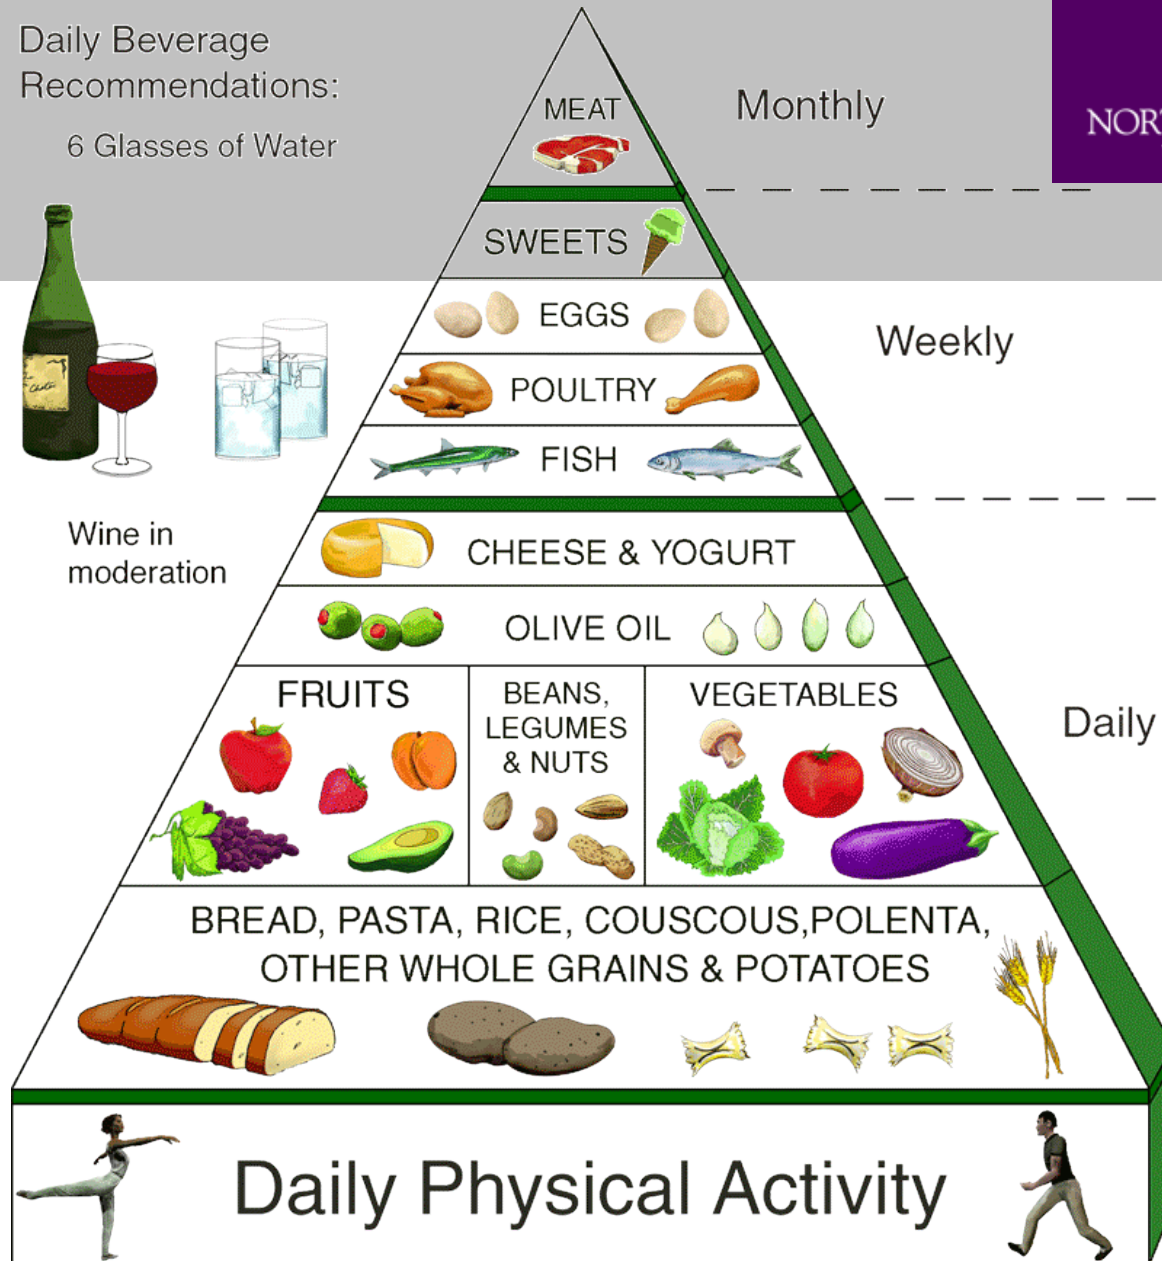 Daily Beverage
Recommendations:
6 Glasses of Water
Wine in
moderation
MEAT
Monthly
SWEETS
EGGS
POULTRY
FISH
Weekly
CHEESE & YOGURT
OLIVE OIL
FRUITS
BEANS,
LEGUMES
& NUTS
VEGETABLES
Daily
BREAD, PASTA, RICE, COUSCOUS,POLENTA,
OTHER WHOLE GRAINS & POTATOES
Daily Physical Activity